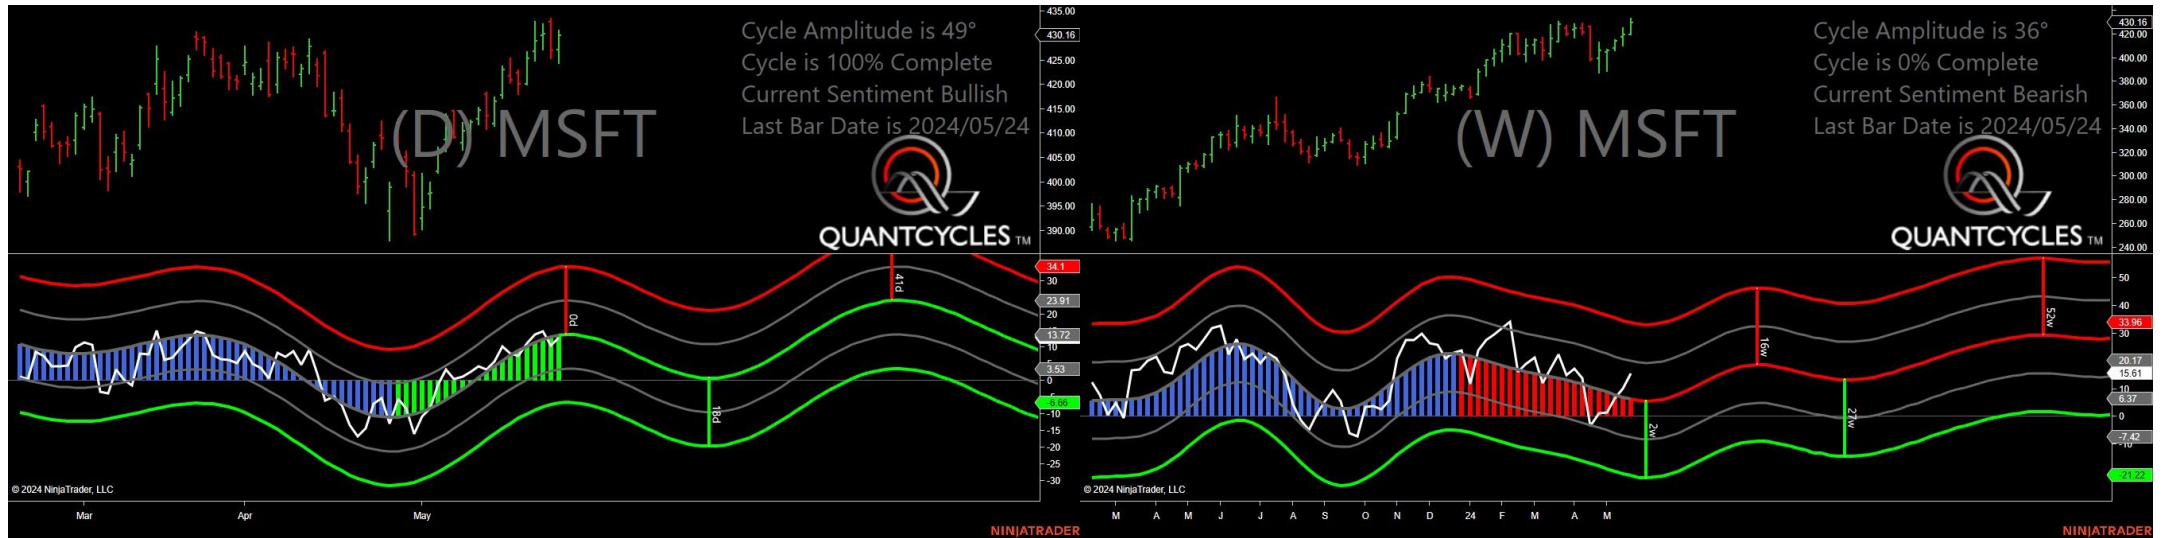 Cycle Amplitude is 49°
Cycle is 100% Complete
Current Sentiment Bullish
Last Bar Date is 2024/05/24
(D) MSFT
QUANTCYCLES TM
435.00
430.16
425.00
420.00
415.00
410.00
405.00
400.00
395.00
390.00
34.1
30
23.91
20
13.72
10
3.53
0
-6.66
-10
-15
-20
-25
-30
0d
18d
41d
© 2024 NinjaTrader, LLC
Mar Apr May
NINJATRADER
Cycle Amplitude is 36°
Cycle is 0% Complete
Current Sentiment Bearish
Last Bar Date is 2024/05/24
(W) MSFT
QUANTCYCLES TM
430.16
420.00
400.00
380.00
360.00
340.00
320.00
300.00
280.00
260.00
240.00
50
40
33.96
30
20.17
15.61
10
6.37
0
-7.42
-10
-21.22
2w
16w
27w
52w
© 2024 NinjaTrader, LLC
M A M J J A S O N D 24 F M A M
NINJATRADER